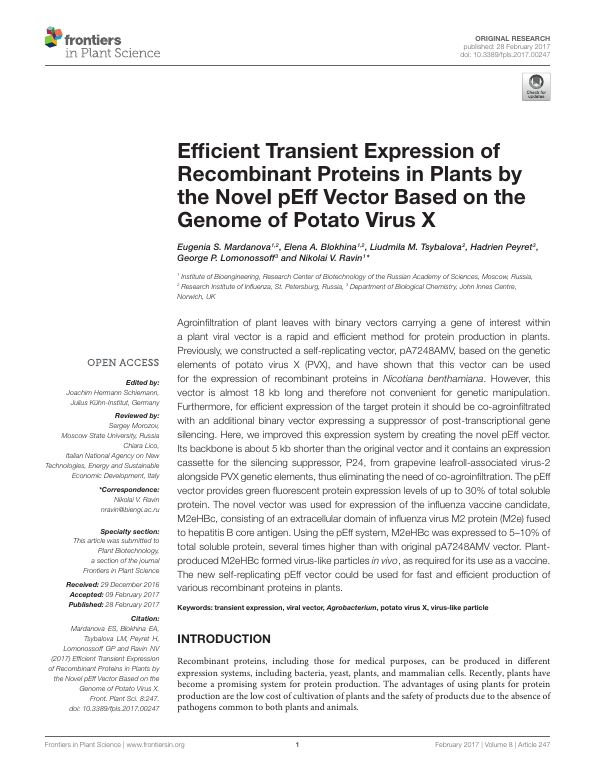 frontiers
in Plant Science
ORIGINAL RESEARCH
published: 28 February 2017
doi: 10.3389/fpls.2017.00247
Check for
updates
Efficient Transient Expression of
Recombinant Proteins in Plants by
the Novel pEff Vector Based on the
Genome of Potato Virus X
Eugenia S. Mardanova1,2, Elena A. Blokhina1,2, Liudmila M. Tsybalova2, Hadrien Peyret3,
George P. Lomonossoff3 and Nikolai V. Ravin1*
1 Institute of Bioengineering, Research Center of Biotechnology of the Russian Academy of Sciences, Moscow, Russia,
2 Research Institute of Influenza, St. Petersburg, Russia, 3 Department of Biological Chemistry, John Innes Centre,
Norwich, UK
Agroinfiltration of plant leaves with binary vectors carrying a gene of interest within
a plant viral vector is a rapid and efficient method for protein production in plants.
Previously, we constructed a self-replicating vector, pA7248AMV, based on the genetic
elements of potato virus X (PVX), and have shown that this vector can be used
for the expression of recombinant proteins in Nicotiana benthamiana. However, this
vector is almost 18 kb long and therefore not convenient for genetic manipulation.
Furthermore, for efficient expression of the target protein it should be co-agroinfiltrated
with an additional binary vector expressing a suppressor of post-transcriptional gene
silencing. Here, we improved this expression system by creating the novel pEff vector.
Its backbone is about 5 kb shorter than the original vector and it contains an expression
cassette for the silencing suppressor, P24, from grapevine leafroll-associated virus-2
alongside PVX genetic elements, thus eliminating the need of co-agroinfiltration. The pEff
vector provides green fluorescent protein expression levels of up to 30% of total soluble
protein. The novel vector was used for expression of the influenza vaccine candidate,
M2eHBc, consisting of an extracellular domain of influenza virus M2 protein (M2e) fused
to hepatitis B core antigen. Using the pEff system, M2eHBc was expressed to 5–10% of
total soluble protein, several times higher than with original pA7248AMV vector. Plant-
produced M2eHBc formed virus-like particles in vivo, as required for its use as a vaccine.
The new self-replicating pEff vector could be used for fast and efficient production of
various recombinant proteins in plants.
Keywords: transient expression, viral vector, Agrobacterium, potato virus X, virus-like particle
OPEN ACCESS
Edited by:
Joachim Hermann Schiemann,
Julius Kühn-Institut, Germany
Reviewed by:
Sergey Morozov,
Moscow State University, Russia
Chiara Lico,
Italian National Agency on New
Technologies, Energy and Sustainable
Economic Development, Italy
*Correspondence:
Nikolai V. Ravin
nravin@biengi.ac.ru
Specialty section:
This article was submitted to
Plant Biotechnology,
a section of the journal
Frontiers in Plant Science
Received: 29 December 2016
Accepted: 09 February 2017
Published: 28 February 2017
Citation:
Mardanova ES, Blokhina EA,
Tsybalova LM, Peyret H,
Lomonossoff GP and Ravin NV
(2017) Efficient Transient Expression
of Recombinant Proteins in Plants by
the Novel pEff Vector Based on the
Genome of Potato Virus X.
Front. Plant Sci. 8:247.
doi: 10.3389/fpls.2017.00247
INTRODUCTION
Recombinant proteins, including those for medical purposes, can be produced in different
expression systems, including bacteria, yeast, plants, and mammalian cells. Recently, plants have
become a promising system for protein production. The advantages of using plants for protein
production are the low cost of cultivation of plants and the safety of products due to the absence of
pathogens common to both plants and animals.
Frontiers in Plant Science | www.frontiersin.org
1
February 2017 | Volume 8 | Article 247